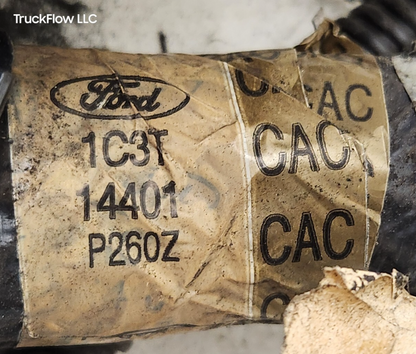 TruckFlow LLC
Ford
1C3T
14401
P260Z
CAC
CAC
CAC